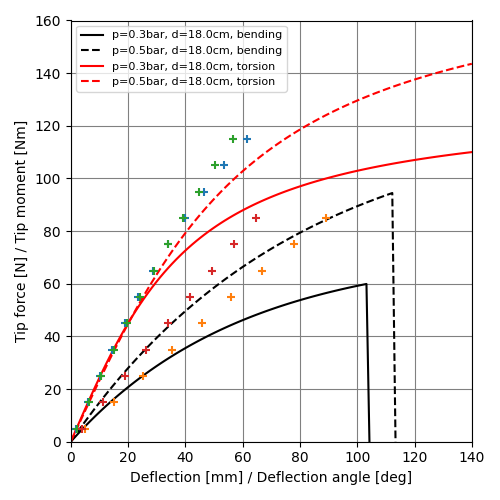 p=0.3bar, d=18.0cm, bending
p=0.5bar, d=18.0cm, bending
p=0.3bar, d=18.0cm, torsion
p=0.5bar, d=18.0cm, torsion
160
140
120
100
80
60
40
20
0
Tip force [N] / Tip moment [Nm]
0 20 40 60 80 100 120 140
Deflection [mm] / Deflection angle [deg]